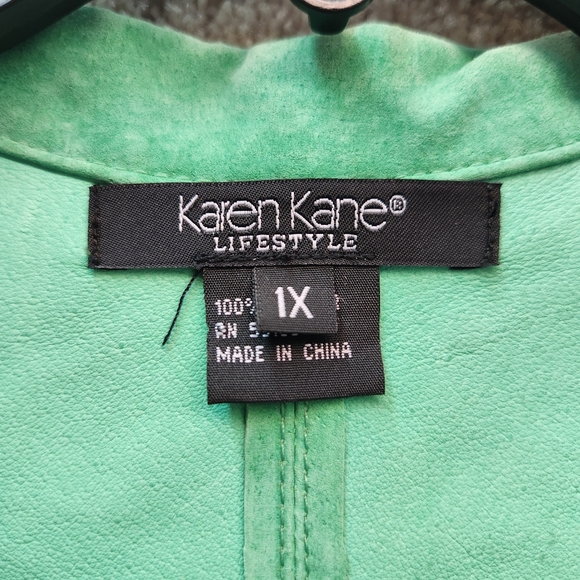 Karen Kane®
LIFESTYLE
1X
100%
RN
MADE IN CHINA